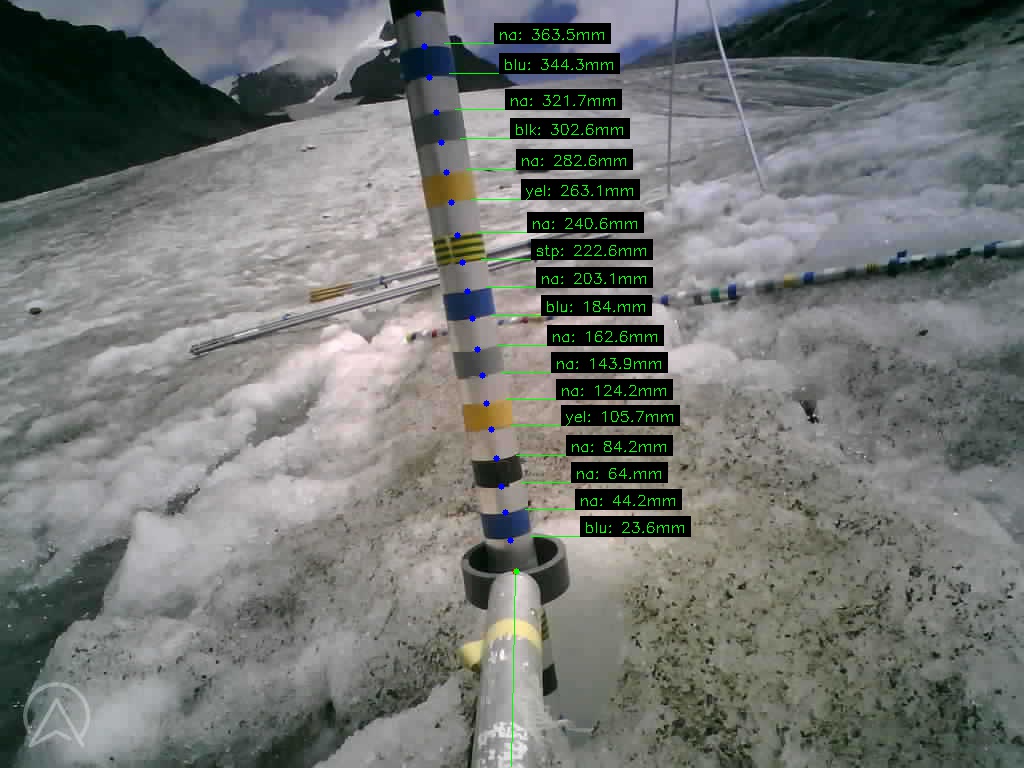 na: 363.5mm
blu: 344.3mm
na: 321.7mm
blk: 302.6mm
na: 282.6mm
yel: 263.1mm
na: 240.6mm
stp: 222.6mm
na: 203.1mm
blu: 184.mm
na: 162.6mm
na: 143.9mm
na: 124.2mm
yel: 105.7mm
na: 84.2mm
na: 64.mm
na: 44.2mm
blu: 23.6mm